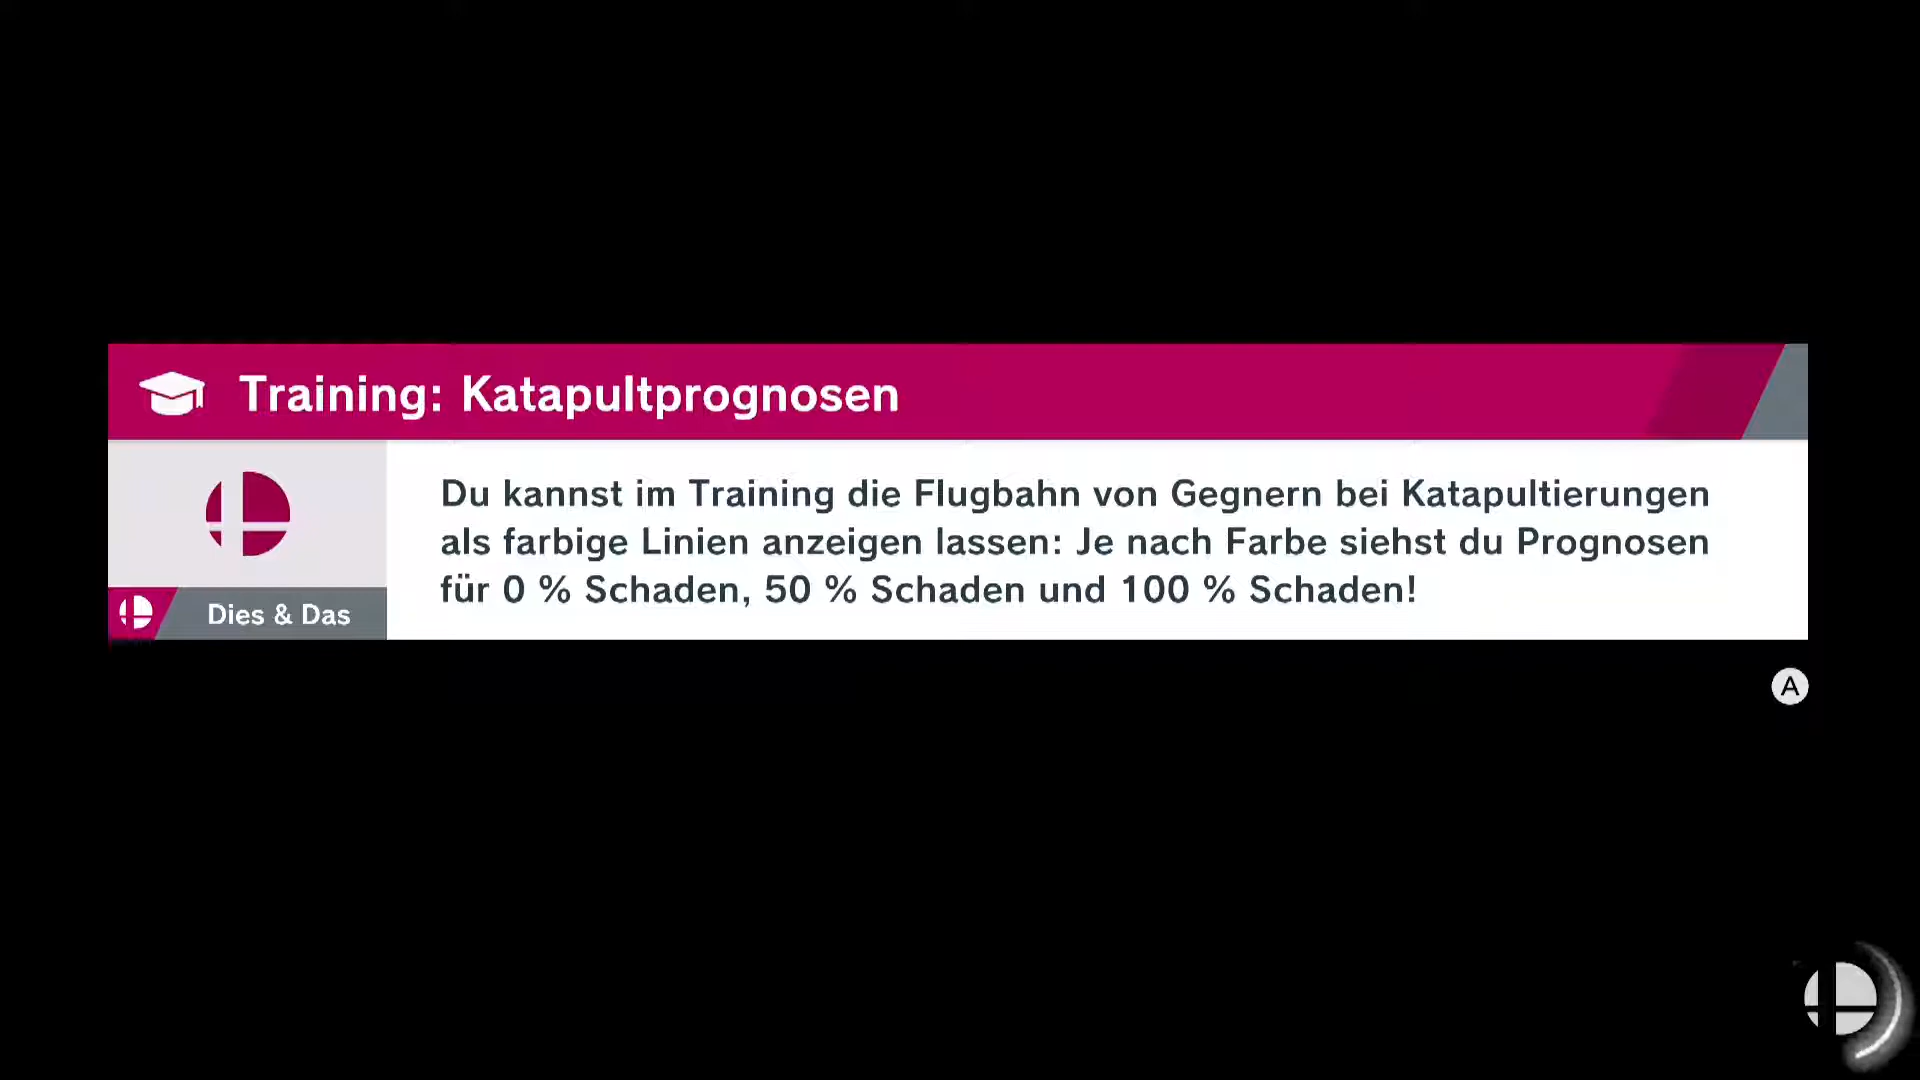 Training: Katapultprognosen
Du kannst im Training die Flugbahn von Gegnern bei Katapultierungen
als farbige Linien anzeigen lassen: Je nach Farbe siehst du Prognosen
für 0 % Schaden, 50 % Schaden und 100 % Schaden!
Dies & Das
A